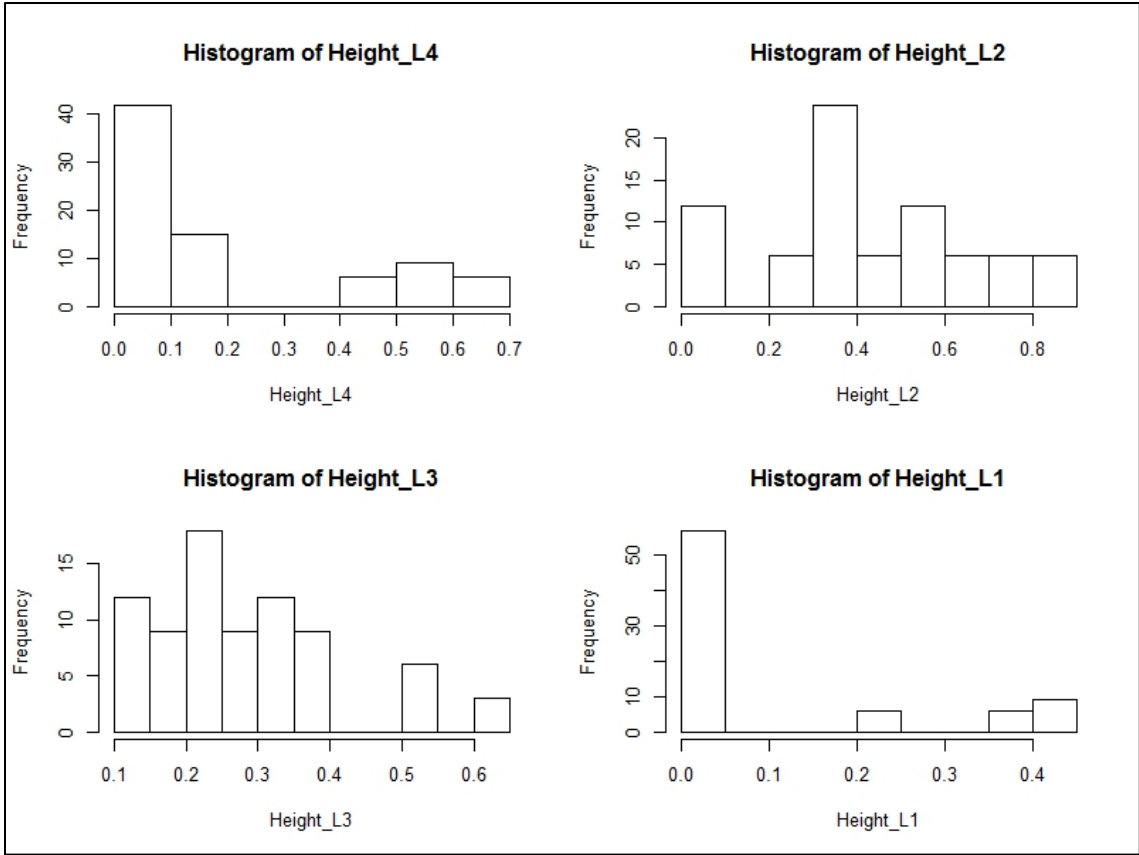 Histogram of Height_L4
Frequency
40
30
20
10
0
0.0 0.1 0.2 0.3 0.4 0.5 0.6 0.7
Height_L4
Histogram of Height_L2
Frequency
20
15
10
5
0
0.0 0.2 0.4 0.6 0.8
Height_L2
Histogram of Height_L3
Frequency
15
10
5
0
0.1 0.2 0.3 0.4 0.5 0.6
Height_L3
Histogram of Height_L1
Frequency
50
30
10
0
0.0 0.1 0.2 0.3 0.4
Height_L1